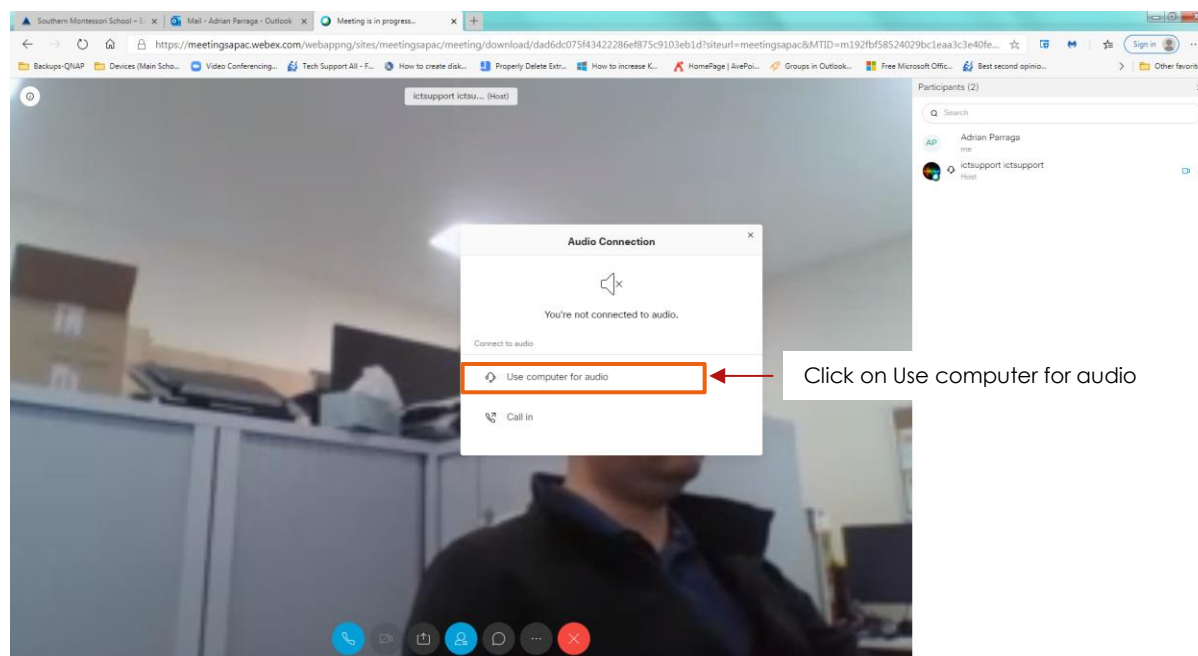 Southern Montessori School – E
Mail - Adrian Parraga - Outlook
Meeting is in progress...
https://meetingsapac.webex.com/webappng/sites/meetingsapac/meeting/download/dad6dc075f43422286ef875c9103eb1d?siteurl=meetingsapac&MTID=m192fbf58524029bc1eaa3c3e40fe...
Sign in
Backups-QNAP
Devices (Main Scho...
Video Conferencing...
Tech Support All - F...
How to create disk...
Properly Delete Extr...
How to increase K...
HomePage | AvePoi...
Groups in Outlook...
Free Microsoft Offic...
Best second opinio...
Other favorit
ictsupport ictsu... (Host)
Participants (2)
Search
AP
Adrian Parraga
me
ictsupport ictsupport
Host
Audio Connection
You're not connected to audio.
Connect to audio
Use computer for audio
Call in
Click on Use computer for audio